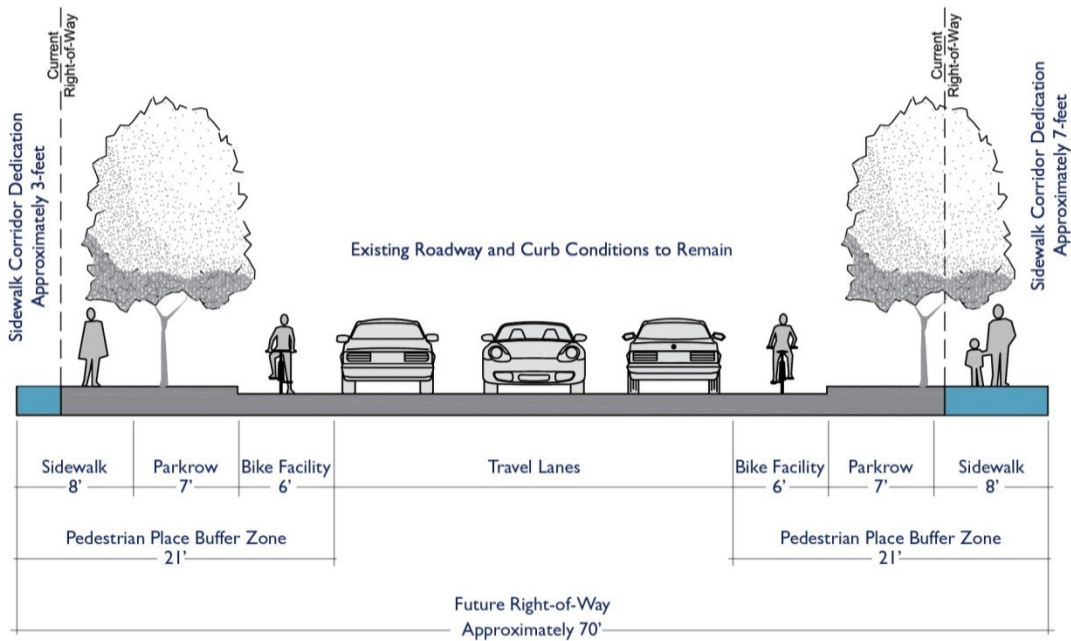 Current
Right-of-Way
Current
Right-of-Way
Sidewalk Corridor Dedication
Approximately 3-feet
Sidewalk Corridor Dedication
Approximately 7-feet
Existing Roadway and Curb Conditions to Remain
Sidewalk
8'
Parkrow
7'
Bike Facility
6'
Travel Lanes
Bike Facility
6'
Parkrow
7'
Sidewalk
8'
Pedestrian Place Buffer Zone
21'
Pedestrian Place Buffer Zone
21'
Future Right-of-Way
Approximately 70'